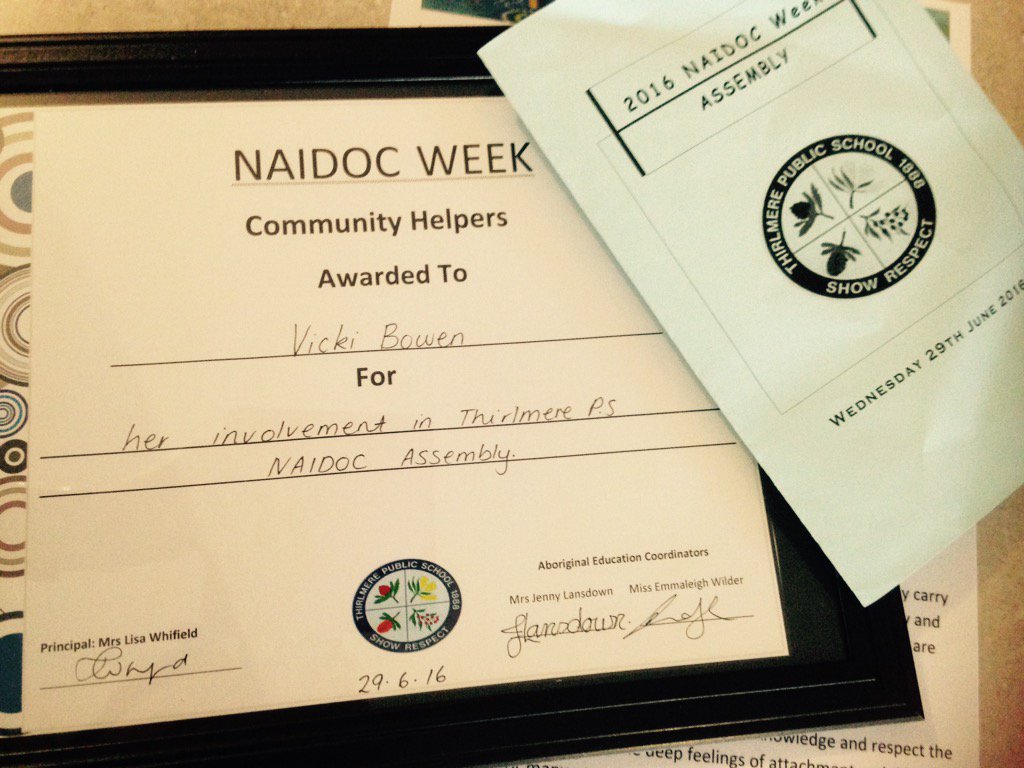 NAIDOC WEEK
Community Helpers
Awarded To
Vicki Bowen
For
her involvement in Thirlmere P.S
NAIDOC Assembly.
Aboriginal Education Coordinators
Mrs Jenny Lansdown Miss Emmaleigh Wilder
Jlansdown
Principal: Mrs Lisa Whifield
THIRLMERE PUBLIC SCHOOL 1888
SHOW RESPECT
29.6.16
2016 NAIDOC Week
ASSEMBLY
THIRLMERE PUBLIC SCHOOL 1888
SHOW RESPECT
WEDNESDAY 29TH JUNE 2016
carry
and
are
and respect the
deep feelings of